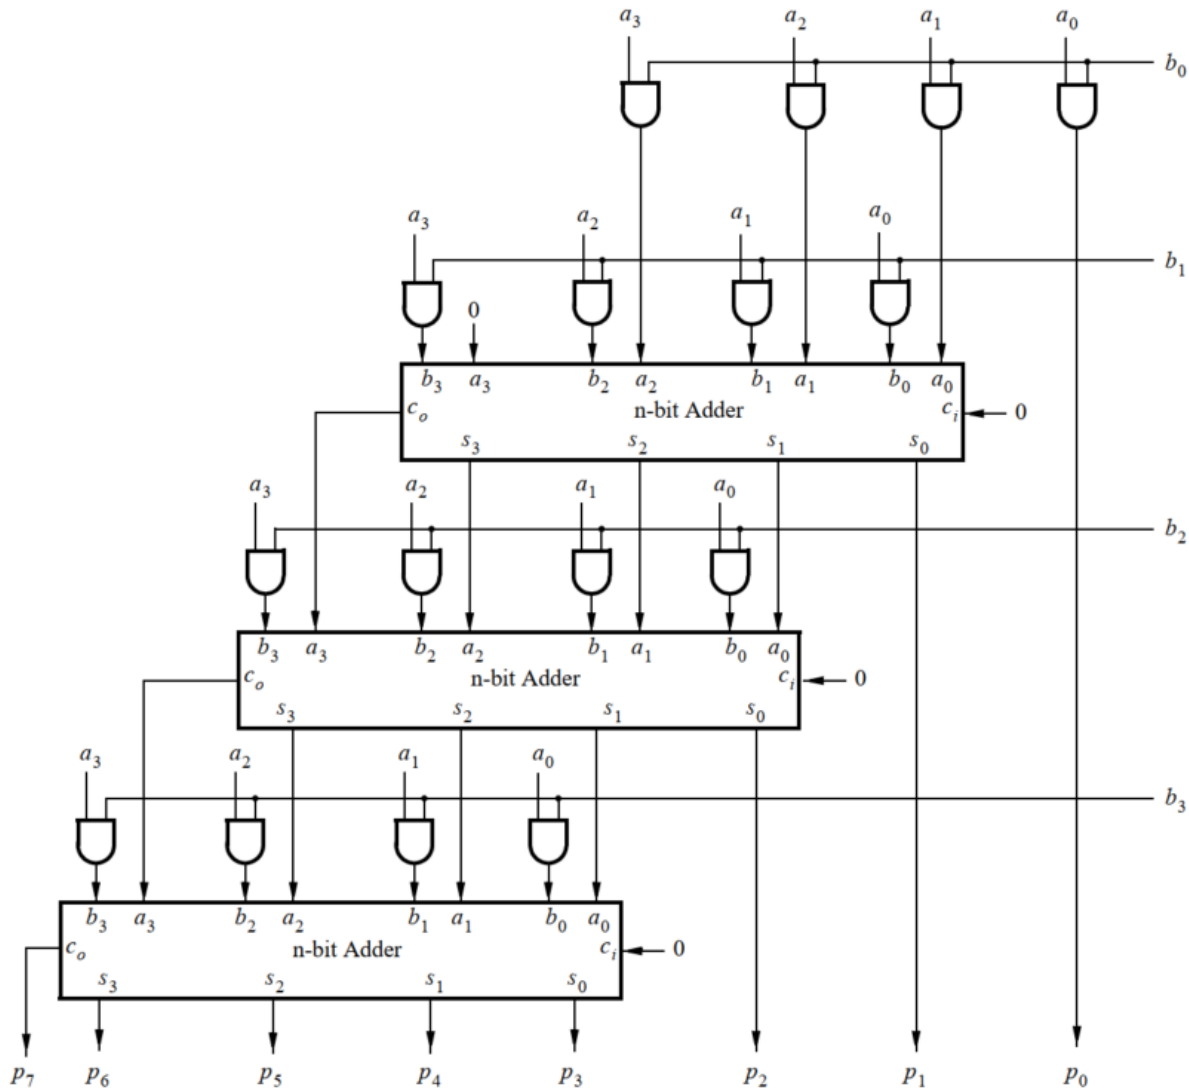 a₃ a₂ a₁ a₀
b₀
a₃ a₂ a₁ a₀
b₁
0
b₃ a₃ b₂ a₂ b₁ a₁ b₀ a₀
cₒ n-bit Adder cᵢ 0
s₃ s₂ s₁ s₀
a₃ a₂ a₁ a₀
b₂
b₃ a₃ b₂ a₂ b₁ a₁ b₀ a₀
cₒ n-bit Adder cᵢ 0
s₃ s₂ s₁ s₀
a₃ a₂ a₁ a₀
b₃
b₃ a₃ b₂ a₂ b₁ a₁ b₀ a₀
cₒ n-bit Adder cᵢ 0
s₃ s₂ s₁ s₀
p₇ p₆ p₅ p₄ p₃ p₂ p₁ p₀